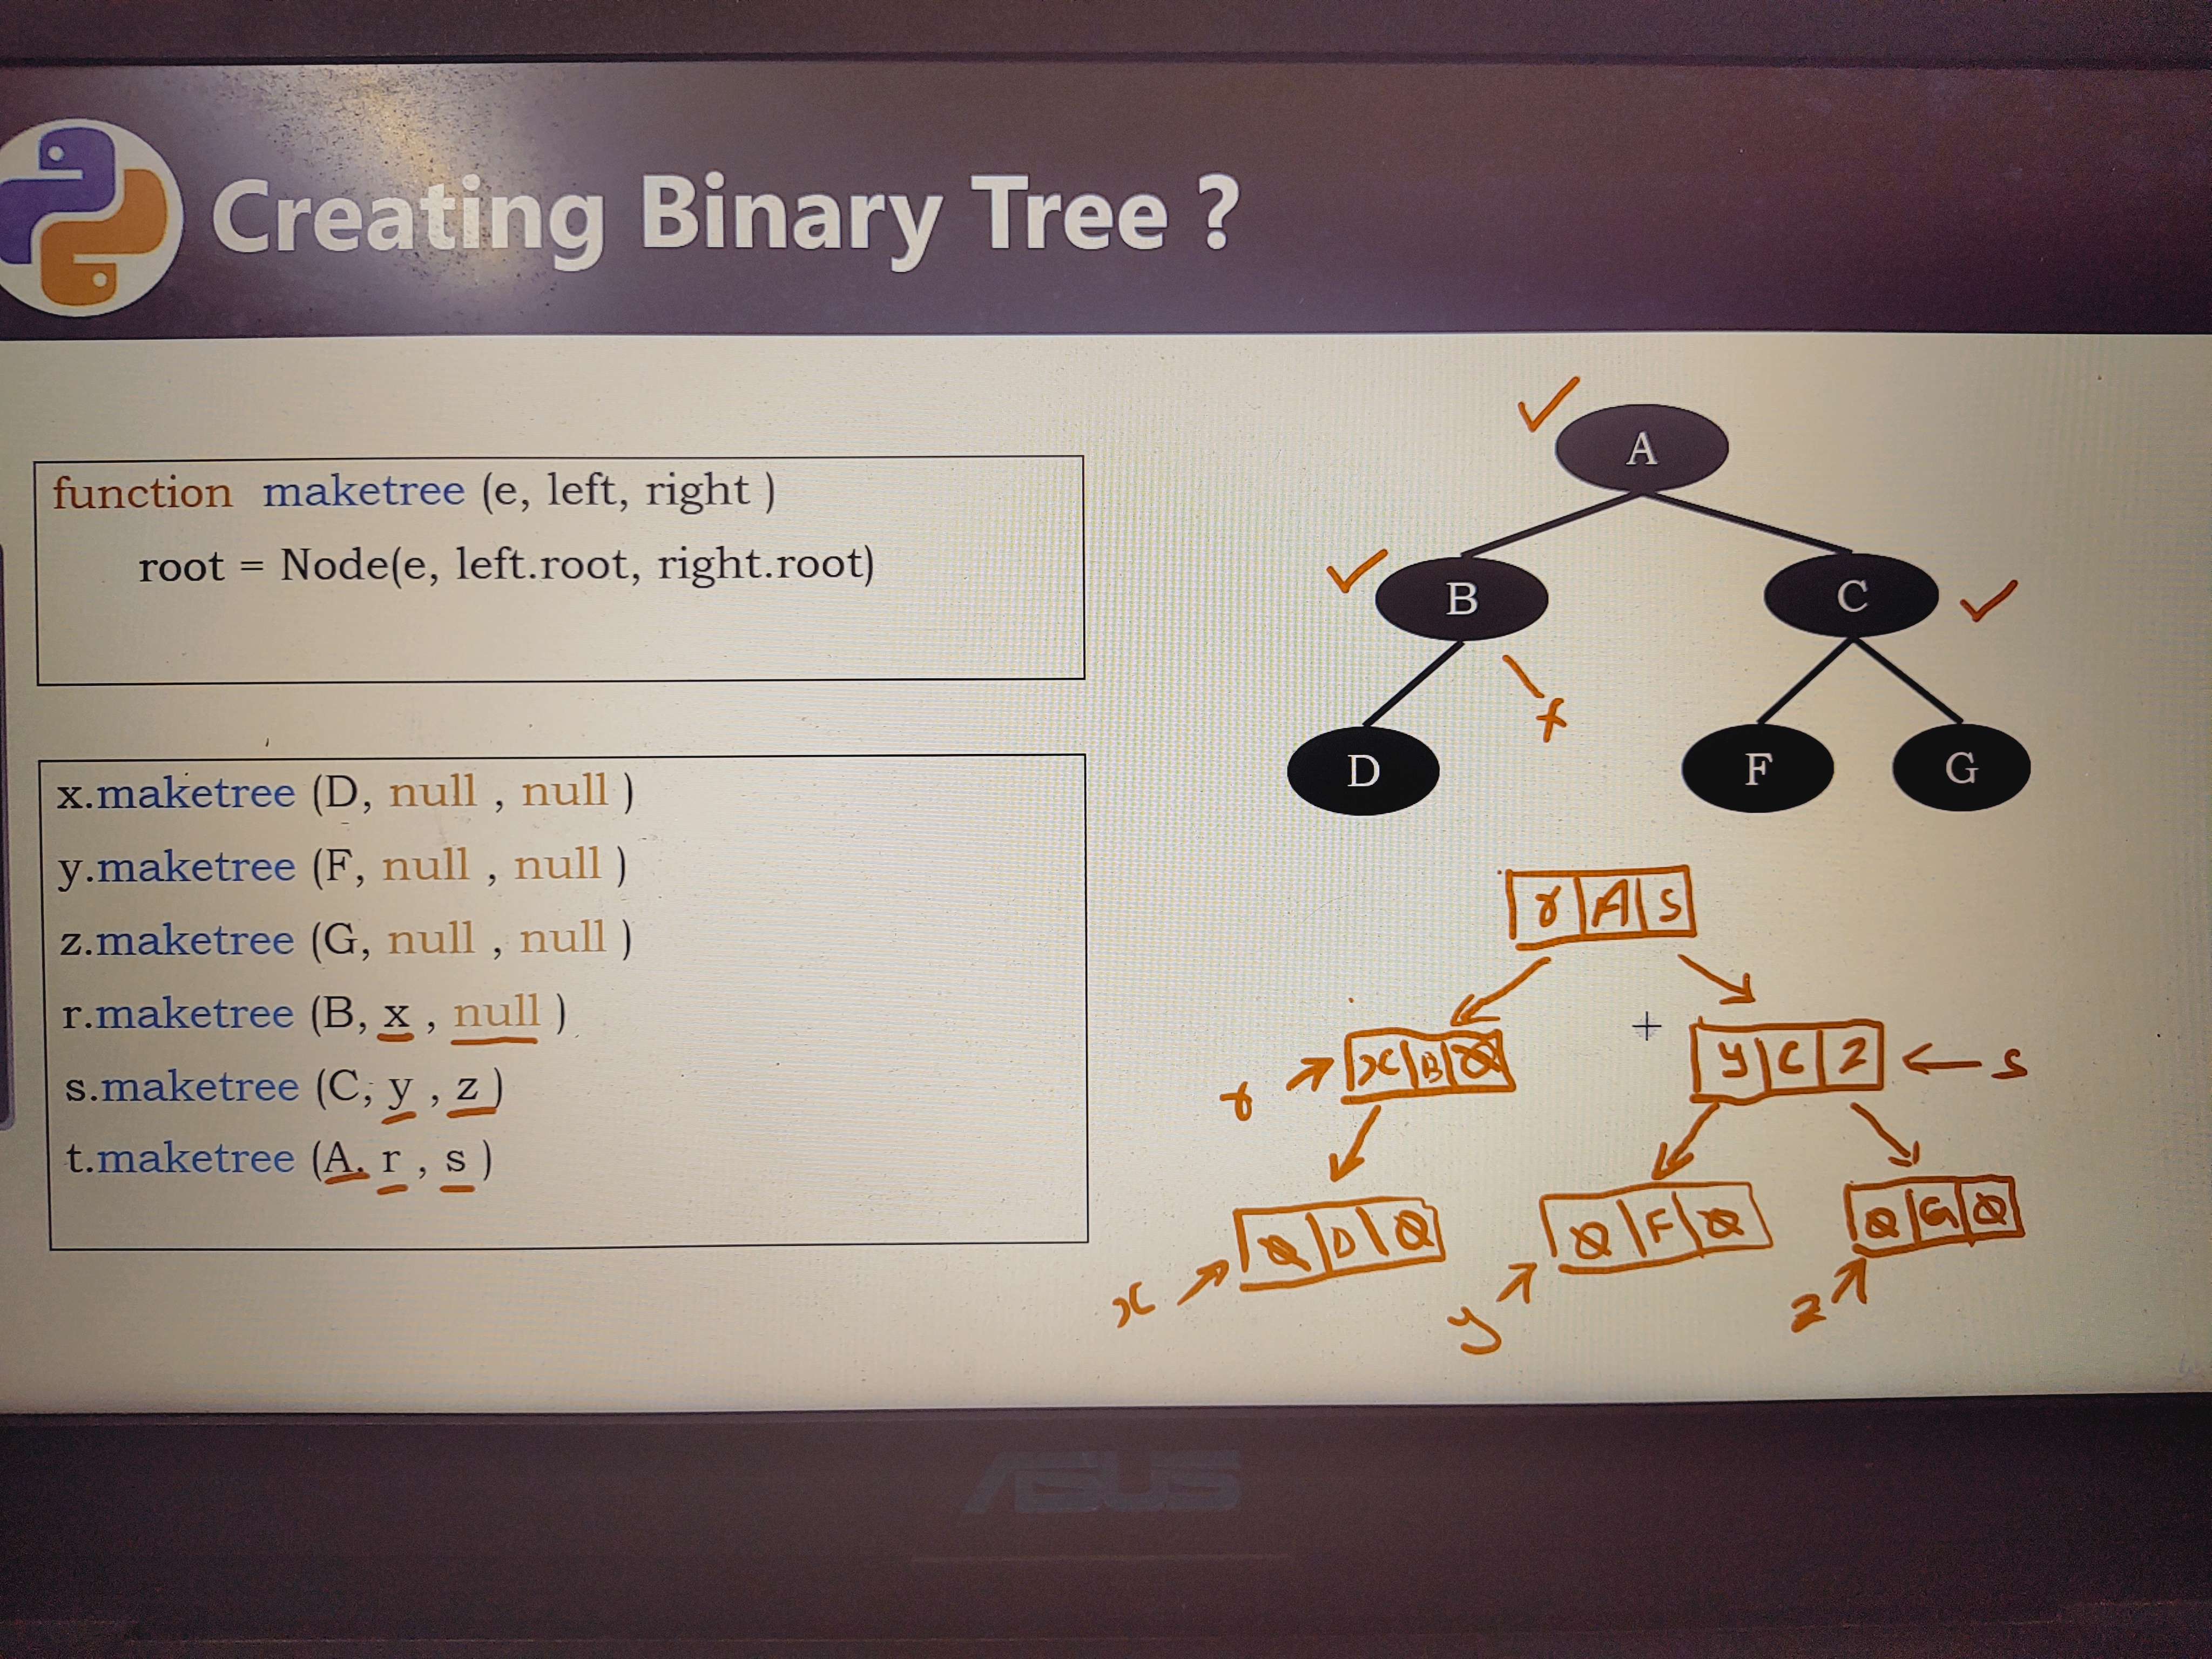 Creating Binary Tree ?
function maketree (e, left, right )
root = Node(e, left.root, right.root)
x.maketree (D, null , null )
y.maketree (F, null , null )
z.maketree (G, null , null )
r.maketree (B, x , null )
s.maketree (C, y , z )
t.maketree (A, r , s )
A
B C
D F G
r A s
r x B y C z s
D F G
x y z
ASUS